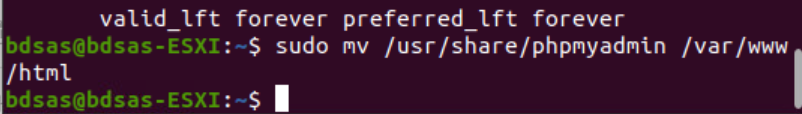 valid_lft forever preferred_lft forever
bdsas@bdsas-ESXI:~$ sudo mv /usr/share/phpmyadmin /var/www
/html
bdsas@bdsas-ESXI:~$